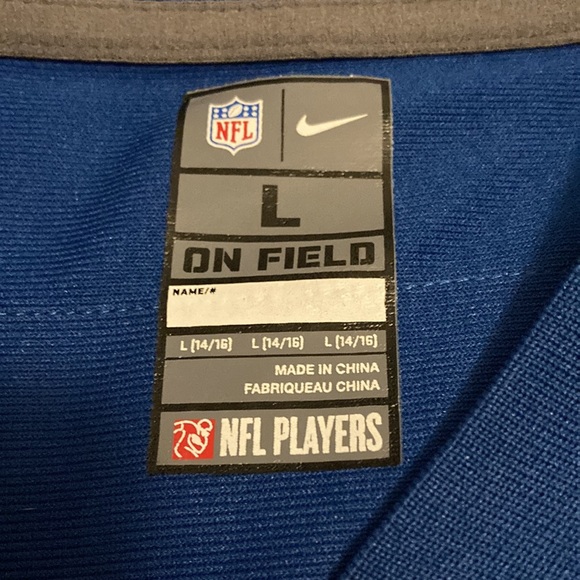 NFL
L
ON FIELD
NAME/#
L (14/16) L (14/16) L (14/16)
MADE IN CHINA
FABRIQUEAU CHINA
NFL PLAYERS